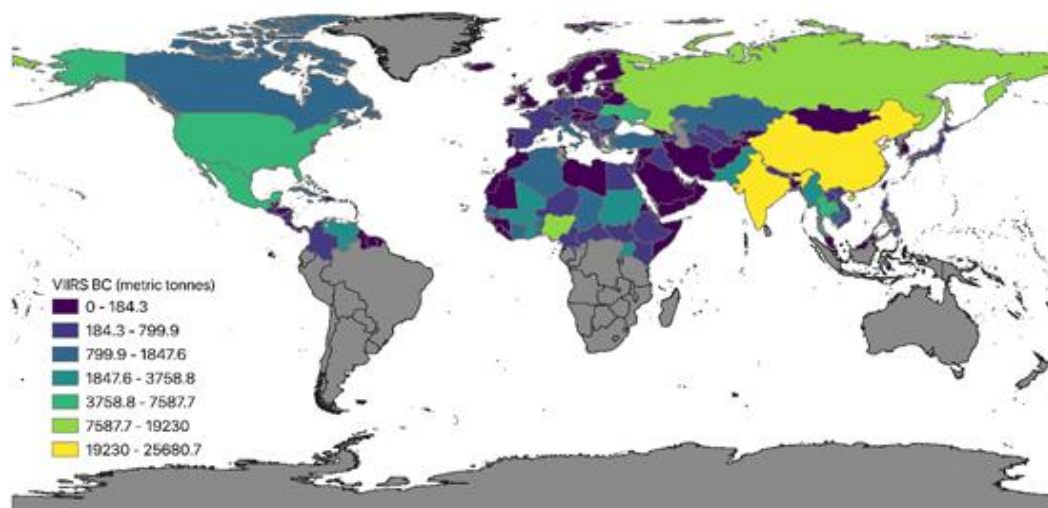 VIIRS BC (metric tonnes)
0 - 184.3
184.3 - 799.9
799.9 - 1847.6
1847.6 - 3758.8
3758.8 - 7587.7
7587.7 - 19230
19230 - 25680.7